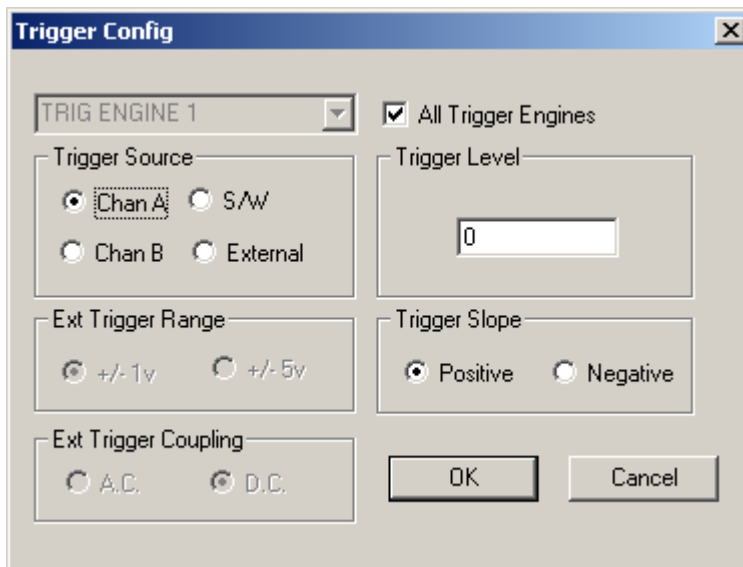 Trigger Config
TRIG ENGINE 1
All Trigger Engines
Trigger Source
Chan A
S/W
Chan B
External
Trigger Level
0
Ext Trigger Range
+/- 1v
+/- 5v
Trigger Slope
Positive
Negative
Ext Trigger Coupling
A.C.
D.C.
OK
Cancel